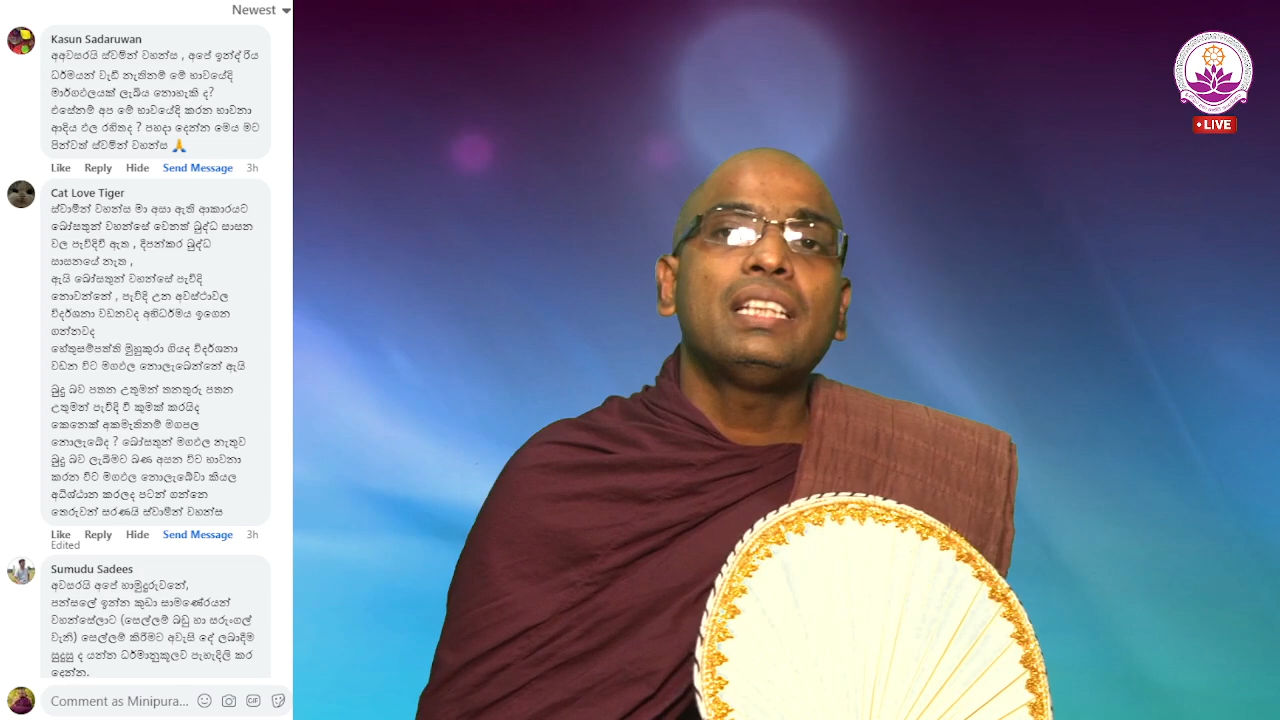 Newest
Kasun Sadaruwan
අඅවසරයි ස්වමින් වහන්ස , අපේ ඉන්ද් රිය
ධර්මයන් වැඩි නැතිනම් මේ භාවයේදි
මාර්ගඵලයක් ලැබිය නොහැකි ද?
එසේනම් අප මේ භාවයේදි කරන භාවනා
ආදිය ඵල රහිතද ? පහදා දෙන්න මෙය මට
පින්වත් ස්වමින් වහන්ස 🙏
Like Reply Hide Send Message 3h
Cat Love Tiger
ස්වාමීන් වහන්ස මා අසා ඇති ආකාරයට
බෝසතුන් වහන්සේ වෙනත් බුද්ධ සාසන
වල පැවිදිවී ඇත , දිපන්කර බුද්ධ
සාසනයේ නැත ,
ඇයි බෝසතුන් වහන්සේ පැවිදි
නොවන්නේ , පැවිදි උන අවස්ථාවල
විදර්ශනා වඩනවද අභිධර්මය ඉගෙන
ගන්නවද
හේතුසම්පත්ති මුහුකුරා ගියද විදර්ශනා
වඩන විට මගඵල නොලැබෙන්නේ ඇයි
බුදු බව පතන උතුමන් තනතුරු පතන
උතුමන් පැවිදි වී කුමක් කරයිද
කෙනෙක් අකමැතිනම් මගපල
නොලැබේද ? බෝසතුන් මගඵල නැතුව
බුදු බව ලැබීමට බණ අසන විට භාවනා
කරන විට මගඵල නොලැබේවා කියල
අධිශ්ඨාන කරලද පටන් ගන්නෙ
තෙරුවන් සරණයි ස්වාමීන් වහන්ස
Like Reply Hide Send Message 3h
Edited
Sumudu Sadees
අවසරයි අපේ හාමුදුරුවනේ,
පන්සලේ ඉන්න කුඩා සාමණේරයන්
වහන්සේලාට (සෙල්ලම් බඩු හා සරුංගල්
වැනි) සෙල්ලම් කිරීමට අවැසි දේ ලබාදීම
සුදුසු ද යන්න ධර්මානුකූලව පැහැදිලි කර
දෙන්න.
Comment as Minipura...
GIF
LIVE